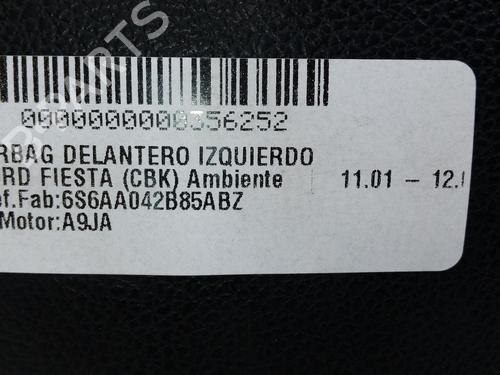 0000000000356252
RBAG DELANTERO IZQUIERDO
RD FIESTA (CBK) Ambiente 11.01 - 12.
f.Fab:6S6AA042B85ABZ
Motor:A9JA